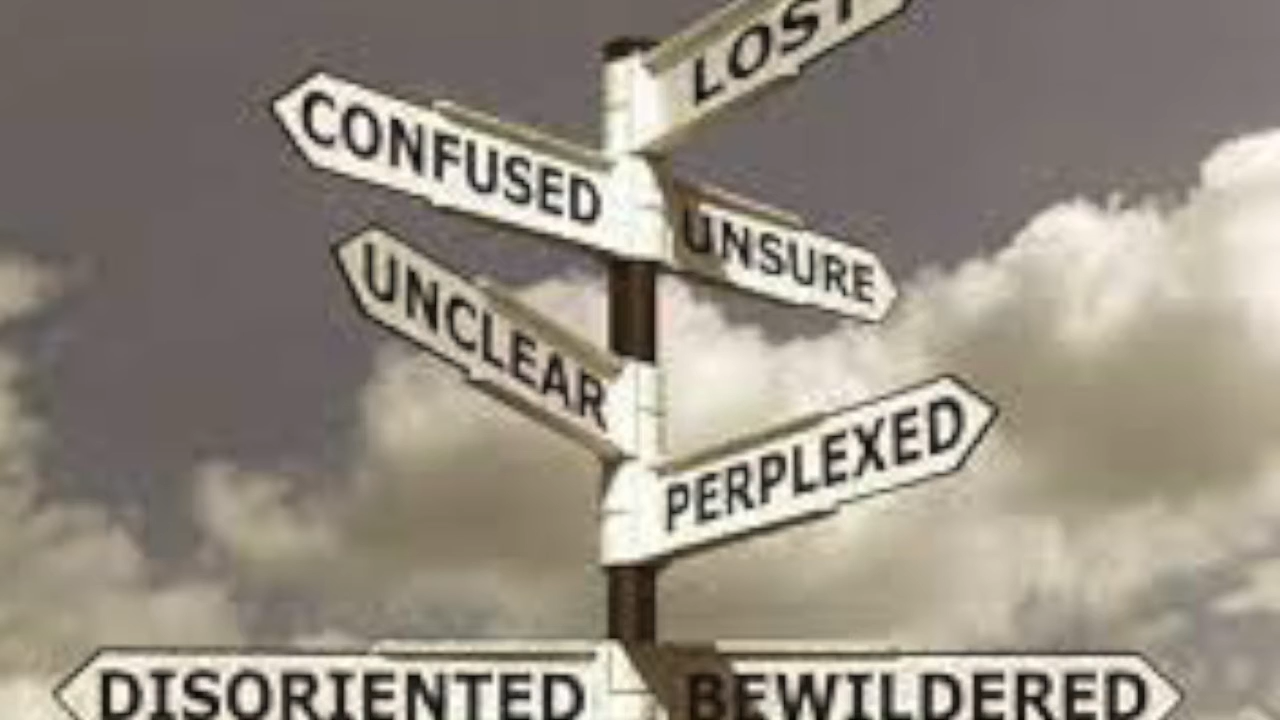 LOST
CONFUSED
UNSURE
UNCLEAR
PERPLEXED
DISORIENTED
BEWILDERED